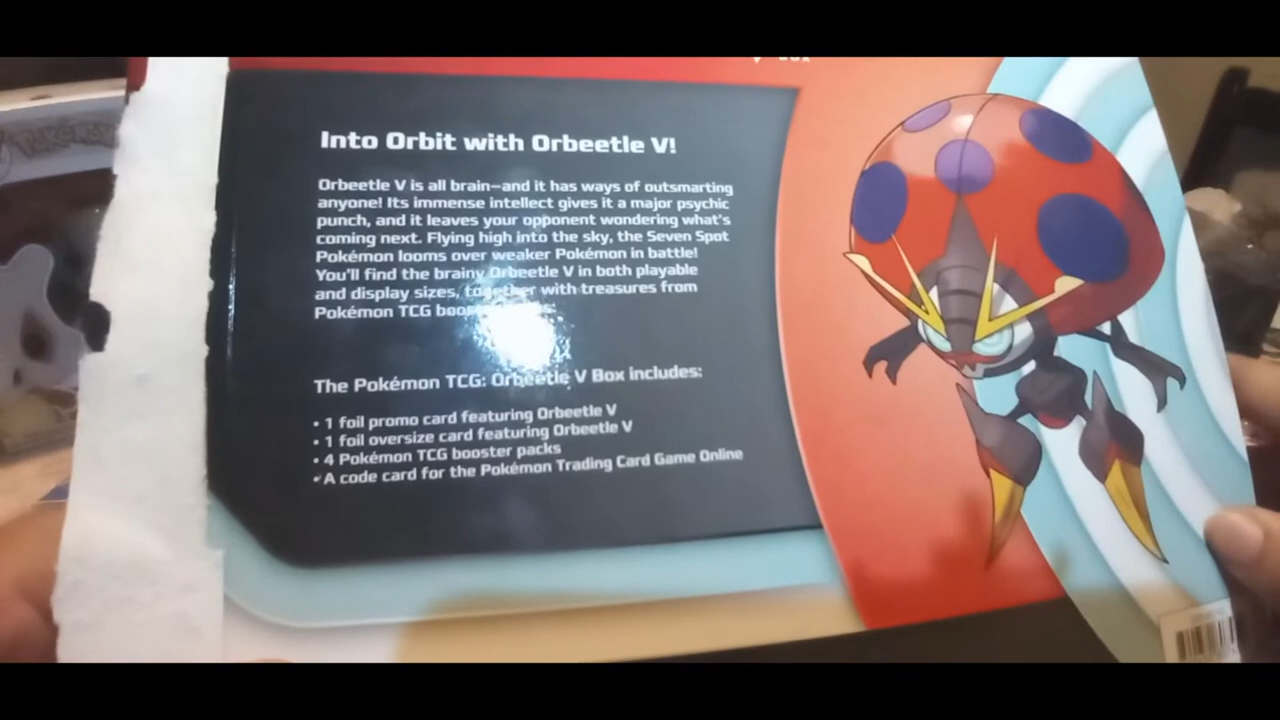 POKÉMON
Into Orbit with Orbeetle V!
Orbeetle V is all brain—and it has ways of outsmarting
anyone! Its immense intellect gives it a major psychic
punch, and it leaves your opponent wondering what's
coming next. Flying high into the sky, the Seven Spot
Pokémon looms over weaker Pokémon in battle!
You'll find the brainy Orbeetle V in both playable
and display sizes, together with treasures from
Pokémon TCG
The Pokémon TCG: Orbeetle V Box includes:
• 1 foil promo card featuring Orbeetle V
• 1 foil oversize card featuring Orbeetle V
• 4 Pokémon TCG booster packs
• A code card for the Pokémon Trading Card Game Online